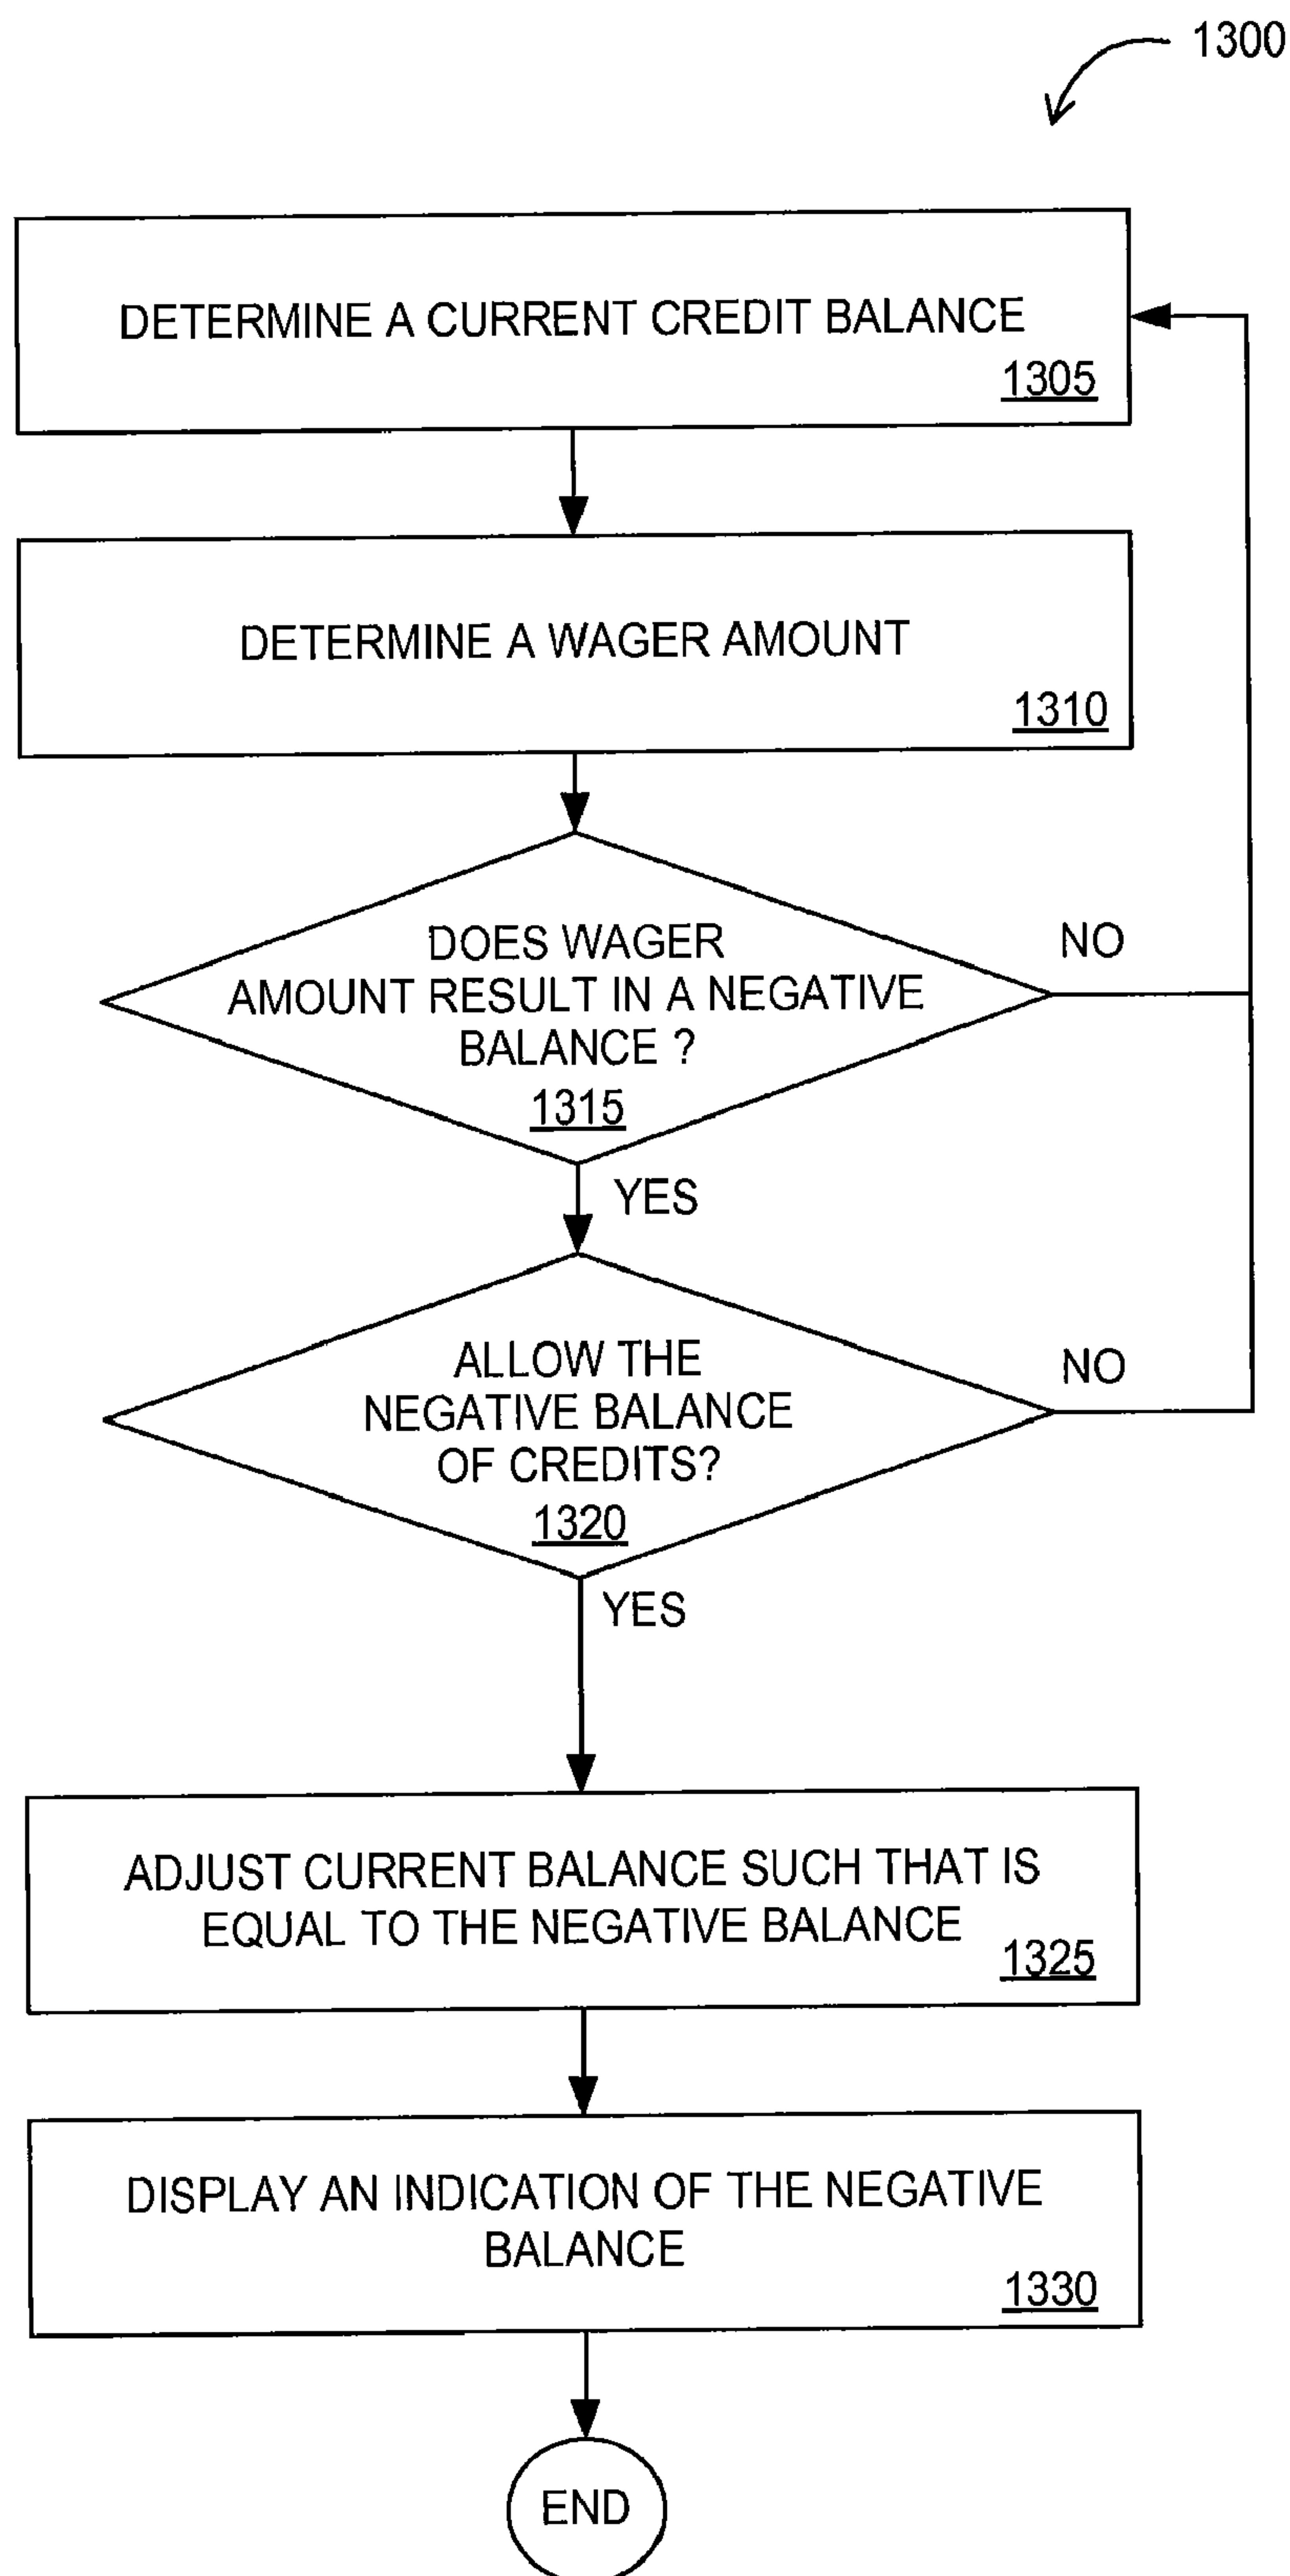 1300
DETERMINE A CURRENT CREDIT BALANCE
1305
DETERMINE A WAGER AMOUNT
1310
DOES WAGER
AMOUNT RESULT IN A NEGATIVE
BALANCE ?
1315
NO
YES
ALLOW THE
NEGATIVE BALANCE
OF CREDITS?
1320
NO
YES
ADJUST CURRENT BALANCE SUCH THAT IS
EQUAL TO THE NEGATIVE BALANCE
1325
DISPLAY AN INDICATION OF THE NEGATIVE
BALANCE
1330
END